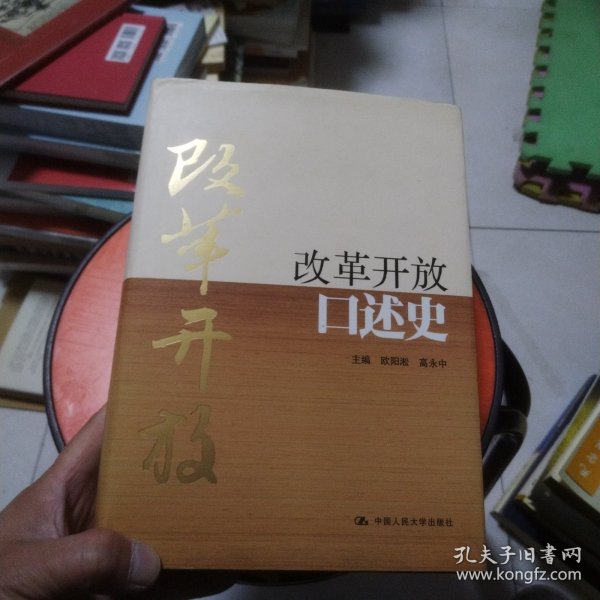 改革开放
改革开放
口述史
主编 欧阳淞 高永中
中国人民大学出版社
孔夫子旧书网
www.kongfz.com